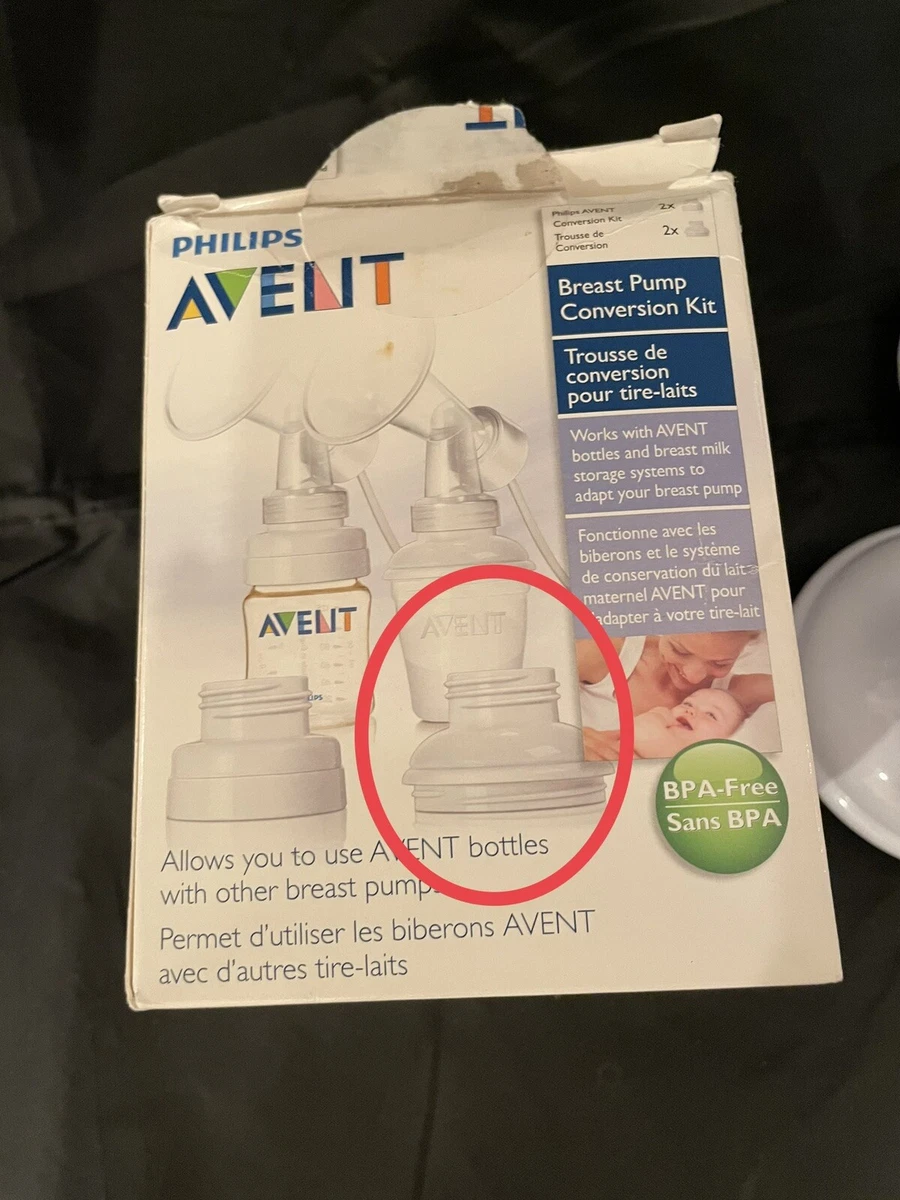 PHILIPS
AVENT
Philips AVENT
Conversion Kit
2x
Trousse de
Conversion
2x
Breast Pump
Conversion Kit
Trousse de
conversion
pour tire-laits
Works with AVENT
bottles and breast milk
storage systems to
adapt your breast pump
Fonctionne avec les
biberons et le système
de conservation du lait
maternel AVENT pour
l'adapter à votre tire-lait
AVENT
AVENT
BPA-Free
Sans BPA
Allows you to use AVENT bottles
with other breast pumps
Permet d'utiliser les biberons AVENT
avec d'autres tire-laits